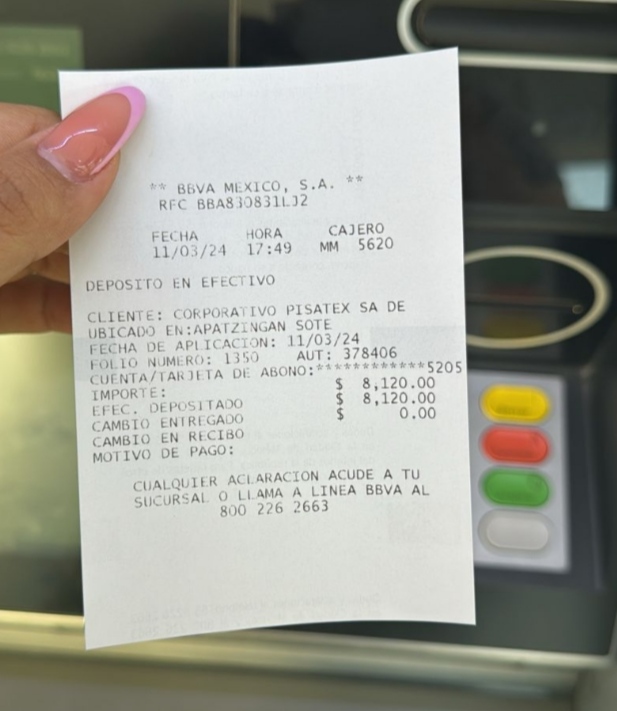 ** BBVA MEXICO, S.A. **
RFC BBA830831LJ2
FECHA HORA CAJERO
11/03/24 17:49 MM 5620
DEPOSITO EN EFECTIVO
CLIENTE: CORPORATIVO PISATEX SA DE
UBICADO EN:APATZINGAN SOTE
FECHA DE APLICACION: 11/03/24
FOLIO NUMERO: 1350 AUT: 378406
CUENTA/TARJETA DE ABONO:************5205
IMPORTE: $ 8,120.00
EFEC. DEPOSITADO $ 8,120.00
CAMBIO ENTREGADO $ 0.00
CAMBIO EN RECIBO
MOTIVO DE PAGO:
CUALQUIER ACLARACION ACUDE A TU
SUCURSAL O LLAMA A LINEA BBVA AL
800 226 2663